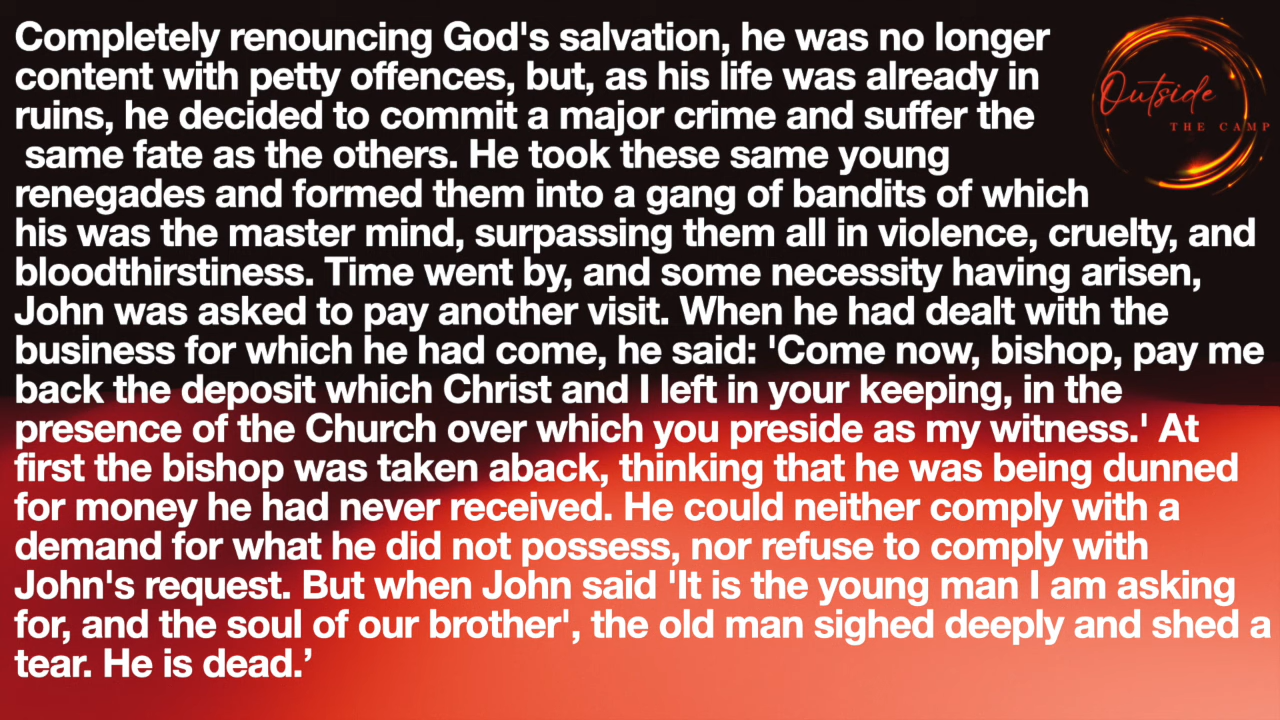 Completely renouncing God's salvation, he was no longer
content with petty offences, but, as his life was already in
ruins, he decided to commit a major crime and suffer the
same fate as the others. He took these same young
renegades and formed them into a gang of bandits of which
his was the master mind, surpassing them all in violence, cruelty, and
bloodthirstiness. Time went by, and some necessity having arisen,
John was asked to pay another visit. When he had dealt with the
business for which he had come, he said: 'Come now, bishop, pay me
back the deposit which Christ and I left in your keeping, in the
presence of the Church over which you preside as my witness.' At
first the bishop was taken aback, thinking that he was being dunned
for money he had never received. He could neither comply with a
demand for what he did not possess, nor refuse to comply with
John's request. But when John said 'It is the young man I am asking
for, and the soul of our brother', the old man sighed deeply and shed a
tear. He is dead.’
Outside
THE CAMP